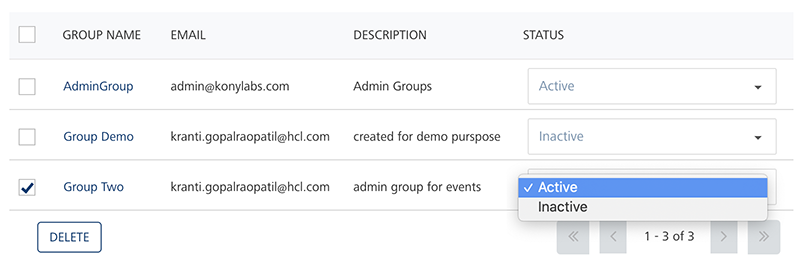 GROUP NAME EMAIL DESCRIPTION STATUS
AdminGroup admin@konylabs.com Admin Groups Active
Group Demo kranti.gopalraopatil@hcl.com created for demo purspose Inactive
Group Two kranti.gopalraopatil@hcl.com admin group for events Active
Inactive
DELETE 1 - 3 of 3